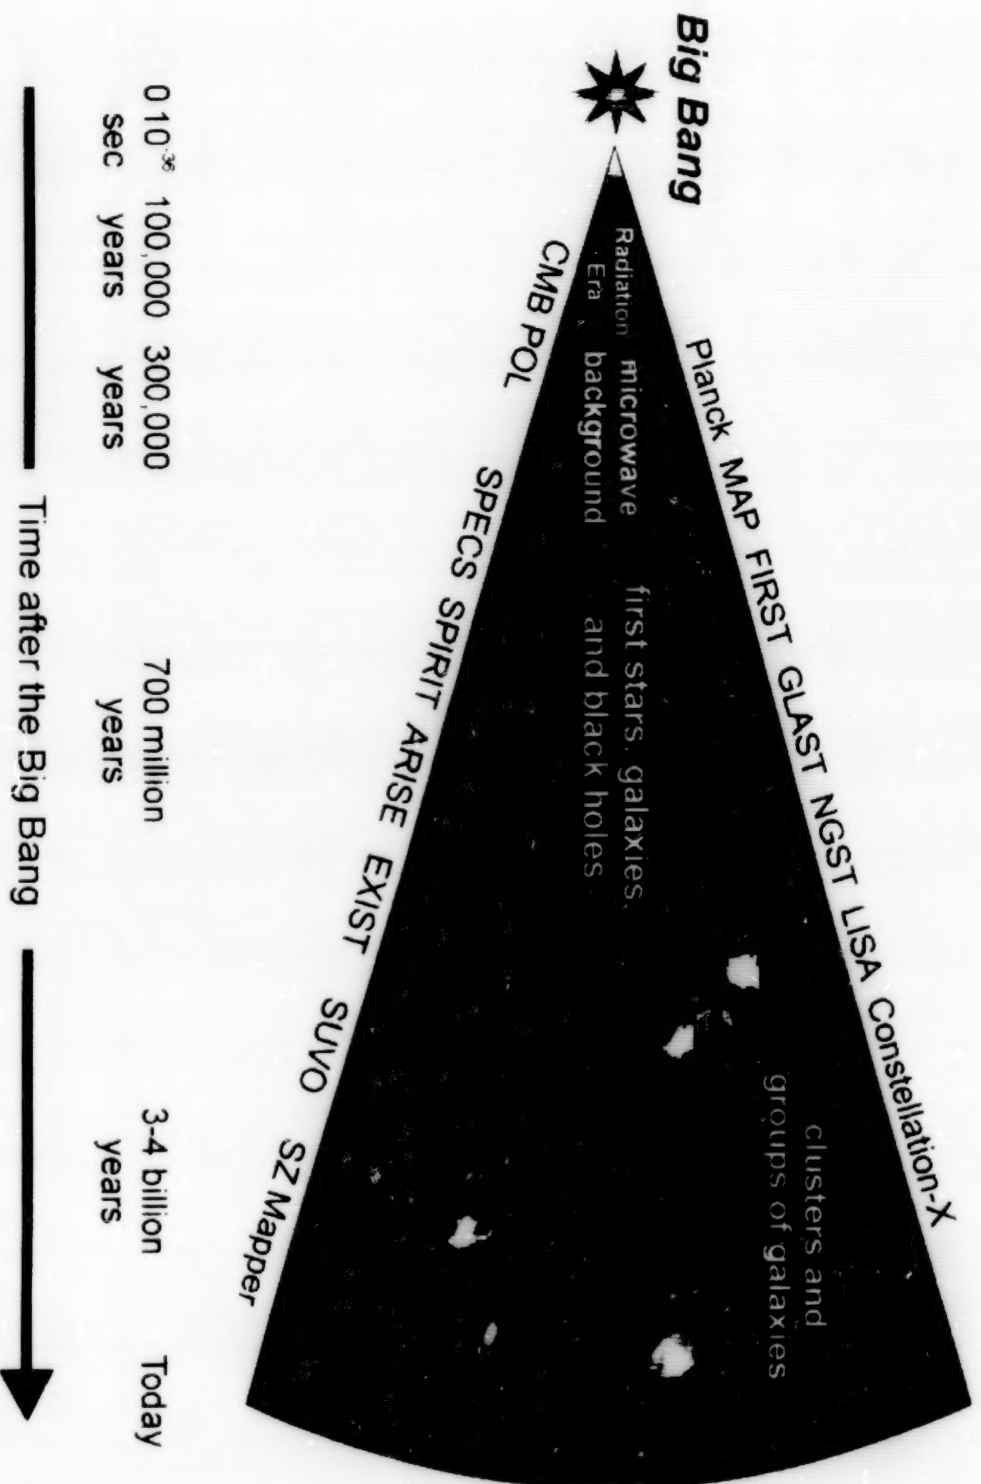 Big Bang
Planck MAP FIRST GLAST NGST LISA Constellation-X
Radiation
Era
microwave
background
first stars, galaxies,
and black holes
clusters and
groups of galaxies
CMB POL
SPECS SPIRIT ARISE EXIST SUVO SZ Mapper
0 10⁻³⁶ 100,000 300,000 700 million 3-4 billion Today
sec years years years years
Time after the Big Bang